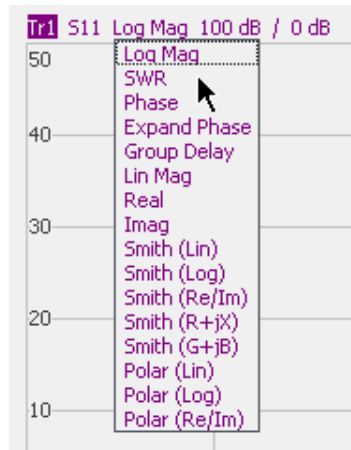 Tr1 S11 Log Mag 100 dB / 0 dB
50
Log Mag
SWR
Phase
40
Expand Phase
Group Delay
Lin Mag
Real
30
Imag
Smith (Lin)
Smith (Log)
Smith (Re/Im)
20
Smith (R+jX)
Smith (G+jB)
Polar (Lin)
Polar (Log)
10
Polar (Re/Im)